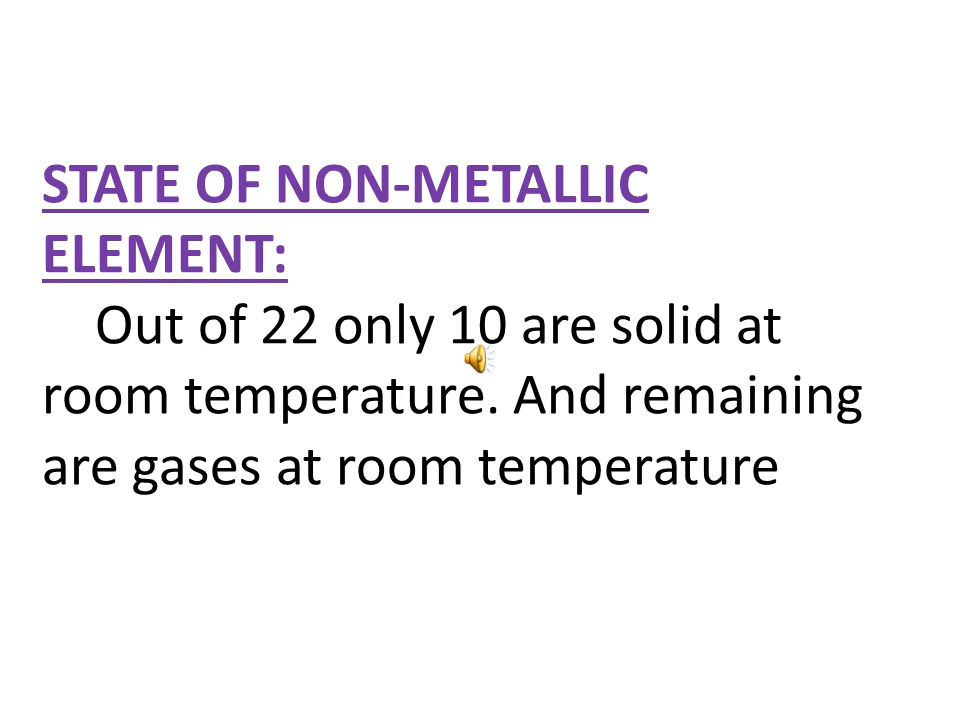 STATE OF NON-METALLIC
ELEMENT:
Out of 22 only 10 are solid at
room temperature. And remaining
are gases at room temperature